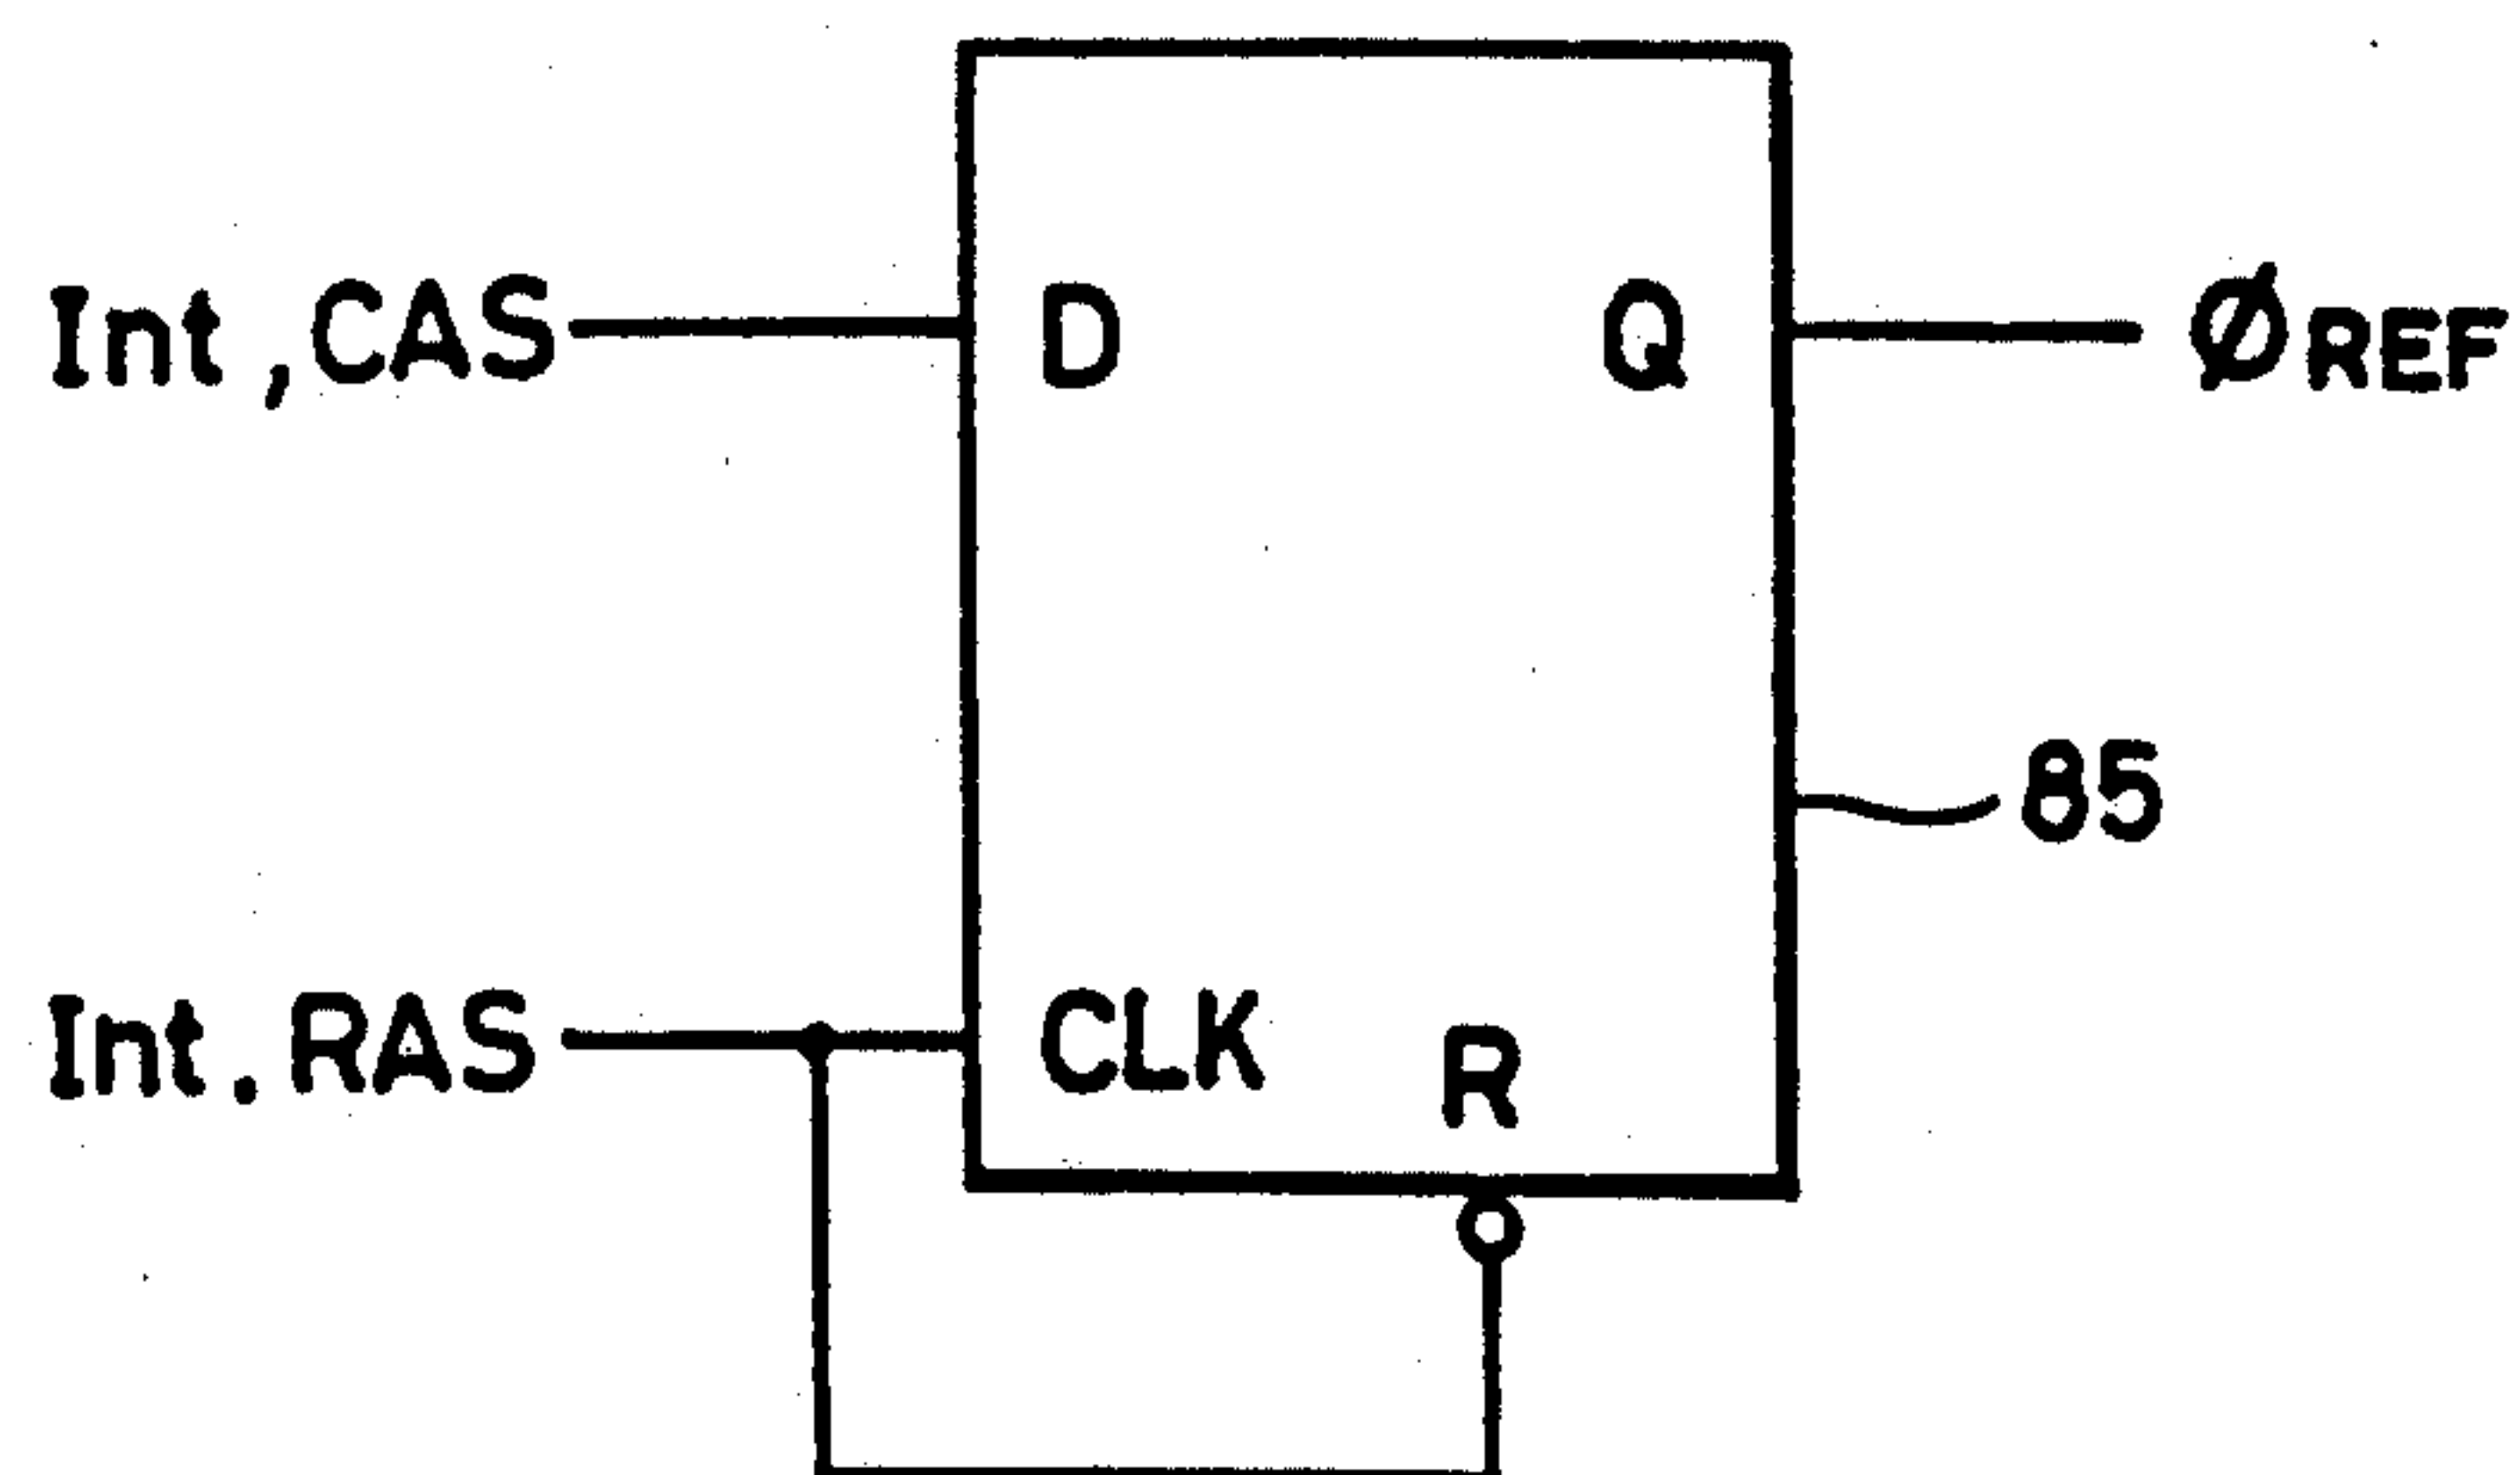 Int,CAS
D
Q
ØREF
85
Int.RAS
CLK
R